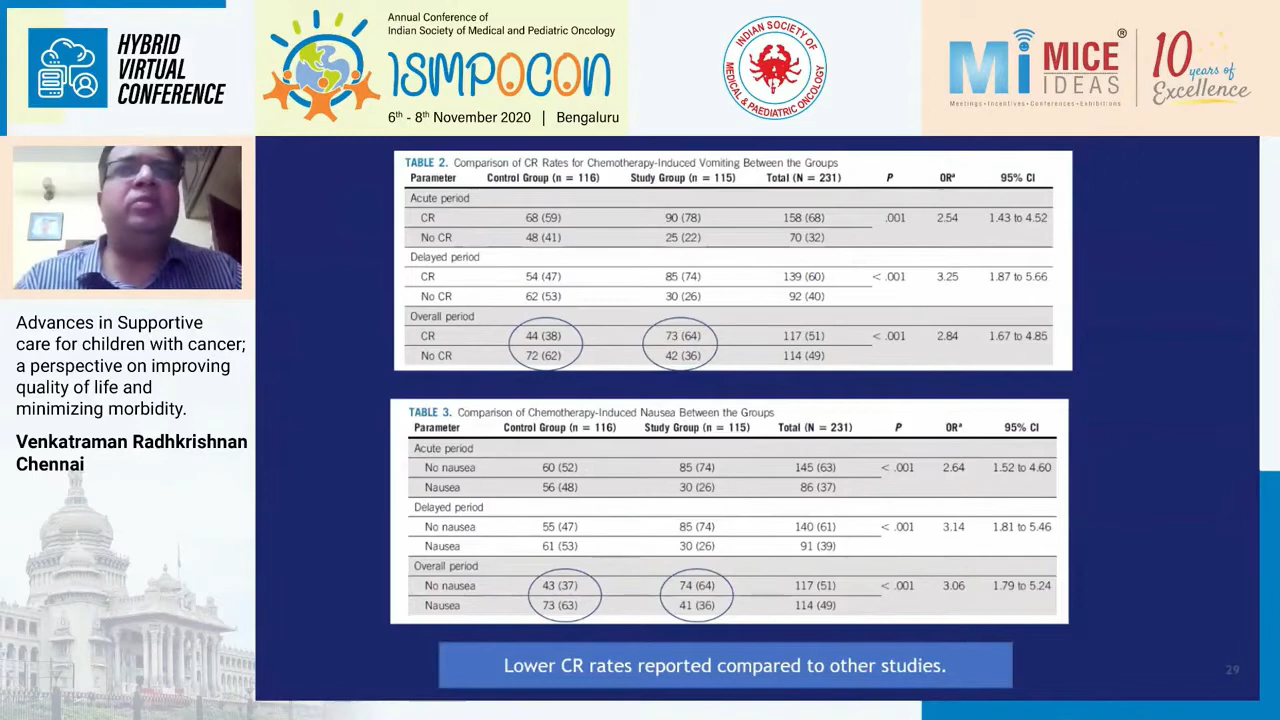 HYBRID
VIRTUAL
CONFERENCE
Annual Conference of
Indian Society of Medical and Pediatric Oncology
ISMPOCON
6th - 8th November 2020 | Bengaluru
INDIAN SOCIETY OF
MEDICAL & PAEDIATRIC ONCOLOGY
Mi MICE®
IDEAS
Meetings • Incentives • Conferences • Exhibitions
10 years of
Excellence
Advances in Supportive
care for children with cancer;
a perspective on improving
quality of life and
minimizing morbidity.
Venkatraman Radhkrishnan
Chennai
TABLE 2. Comparison of CR Rates for Chemotherapy-Induced Vomiting Between the Groups
Parameter Control Group (n = 116) Study Group (n = 115) Total (N = 231) P ORª 95% CI
Acute period
CR 68 (59) 90 (78) 158 (68) .001 2.54 1.43 to 4.52
No CR 48 (41) 25 (22) 70 (32)
Delayed period
CR 54 (47) 85 (74) 139 (60) < .001 3.25 1.87 to 5.66
No CR 62 (53) 30 (26) 92 (40)
Overall period
CR 44 (38) 73 (64) 117 (51) < .001 2.84 1.67 to 4.85
No CR 72 (62) 42 (36) 114 (49)
TABLE 3. Comparison of Chemotherapy-Induced Nausea Between the Groups
Parameter Control Group (n = 116) Study Group (n = 115) Total (N = 231) P ORª 95% CI
Acute period
No nausea 60 (52) 85 (74) 145 (63) < .001 2.64 1.52 to 4.60
Nausea 56 (48) 30 (26) 86 (37)
Delayed period
No nausea 55 (47) 85 (74) 140 (61) < .001 3.14 1.81 to 5.46
Nausea 61 (53) 30 (26) 91 (39)
Overall period
No nausea 43 (37) 74 (64) 117 (51) < .001 3.06 1.79 to 5.24
Nausea 73 (63) 41 (36) 114 (49)
Lower CR rates reported compared to other studies.
29